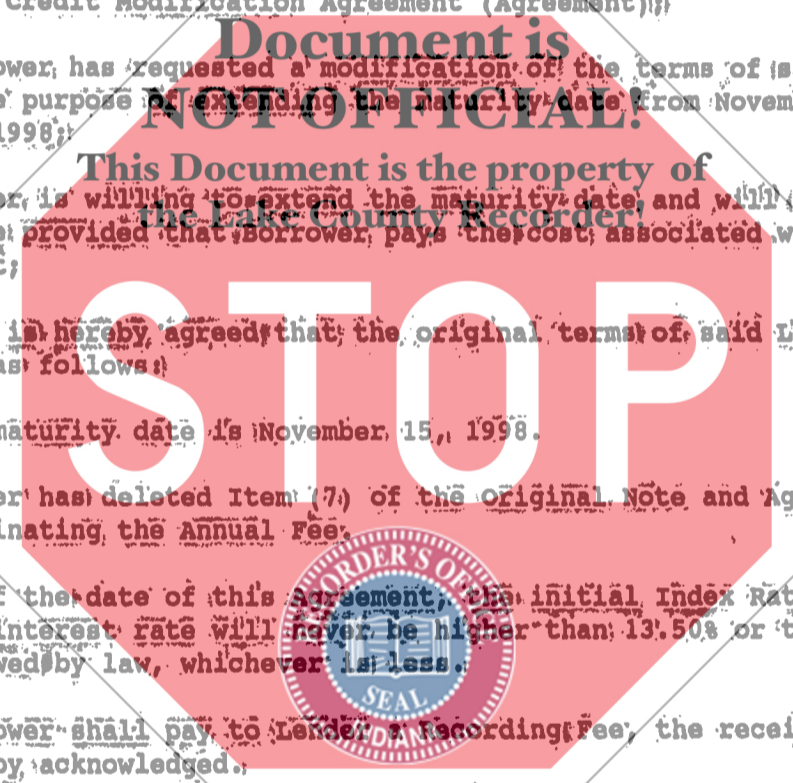 Credit Modification Agreement (Agreement);
Document is
ower, has requested a modification of the terms of s
e purpose of extending the maturity date from Novem
NOT OFFICIAL!
1998;
This Document is the property of
er, is willing to extend the maturity date and will
the Lake County Recorder!
e provided that Borrower pays the cost associated w
c;
is hereby agreed that the original terms of said L
as follows:
STOP
maturity date is November 15, 1998.
er has deleted Item (7) of the Original Note and Ag
inating the Annual Fee.
f the date of this Agreement, the initial Index Rat
interest rate will never be higher than 13.50% or t
wed by law, whichever is less.
RECORDER'S OFFICE
SEAL
INDIANA
ower shall pay to Lender a Recording Fee, the recei
by acknowledged.